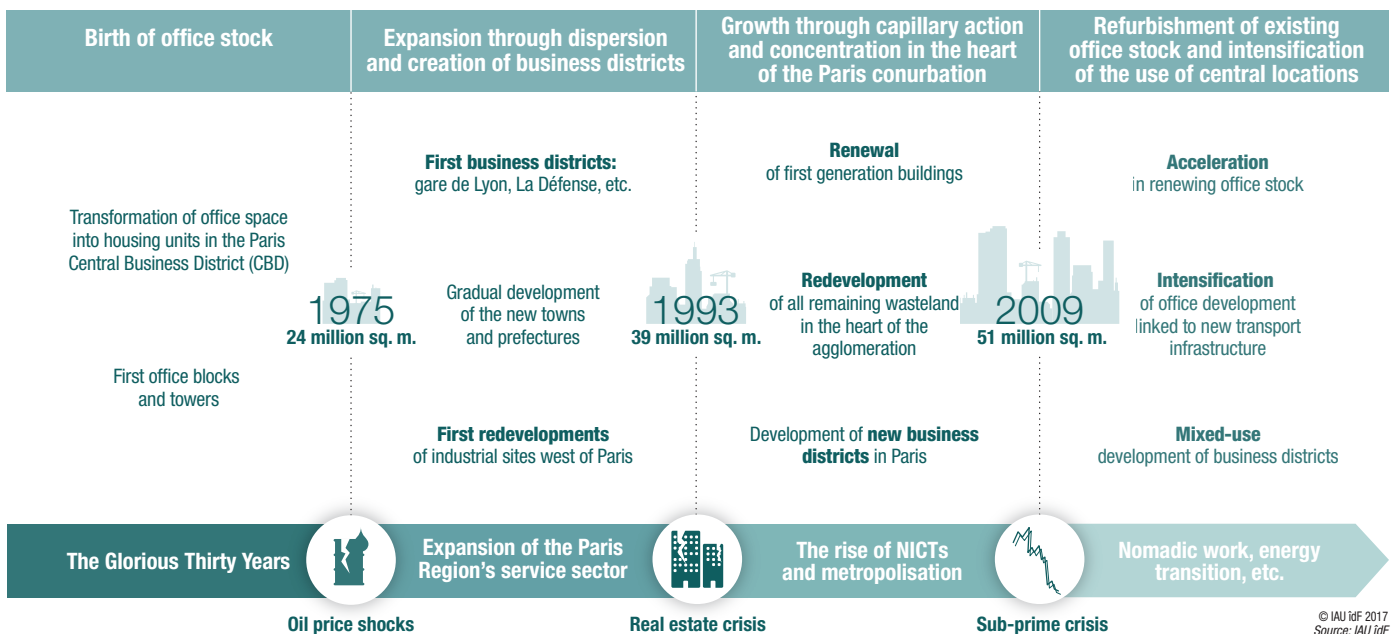 Birth of office stock
Expansion through dispersion
and creation of business districts
Growth through capillary action
and concentration in the heart
of the Paris conurbation
Refurbishment of existing
office stock and intensification
of the use of central locations
Transformation of office space
into housing units in the Paris
Central Business District (CBD)
First office blocks
and towers
1975
24 million sq. m.
First business districts:
gare de Lyon, La Défense, etc.
Gradual development
of the new towns
and prefectures
First redevelopments
of industrial sites west of Paris
1993
39 million sq. m.
Renewal
of first generation buildings
Redevelopment
of all remaining wasteland
in the heart of the
agglomeration
Development of new business
districts in Paris
2009
51 million sq. m.
Acceleration
in renewing office stock
Intensification
of office development
linked to new transport
infrastructure
Mixed-use
development of business districts
The Glorious Thirty Years
Expansion of the Paris
Region's service sector
The rise of NICTs
and metropolisation
Nomadic work, energy
transition, etc.
Oil price shocks
Real estate crisis
Sub-prime crisis
© IAU îdF 2017
Source: IAU îdF